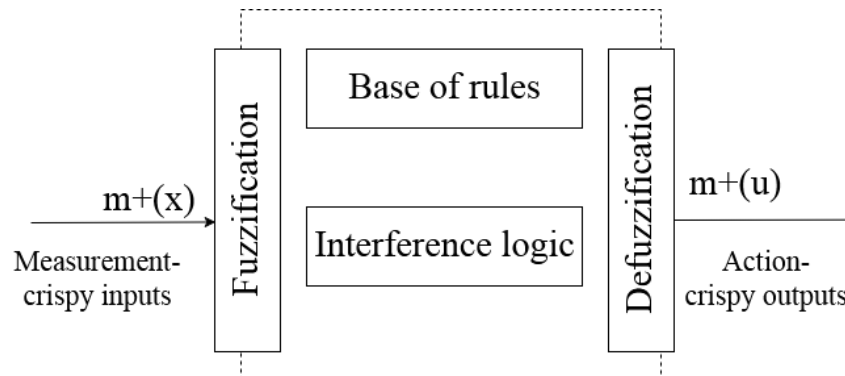 Base of rules
Fuzzification
Defuzzification
m+(x)
m+(u)
Interference logic
Measurement-
crispy inputs
Action-
crispy outputs